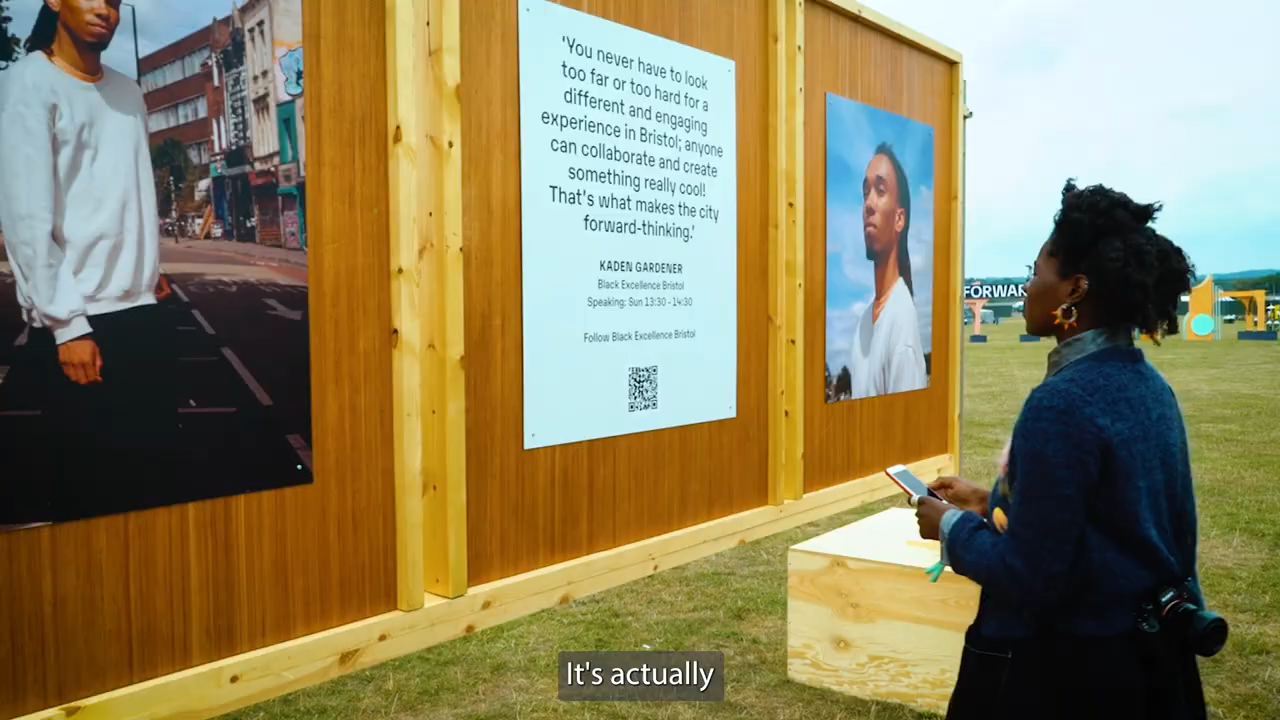 'You never have to look
too far or too hard for a
different and engaging
experience in Bristol; anyone
can collaborate and create
something really cool!
That's what makes the city
forward-thinking.'
KADEN GARDENER
Black Excellence Bristol
Speaking: Sun 13:30 - 14:30
Follow Black Excellence Bristol
FORWAR
It's actually